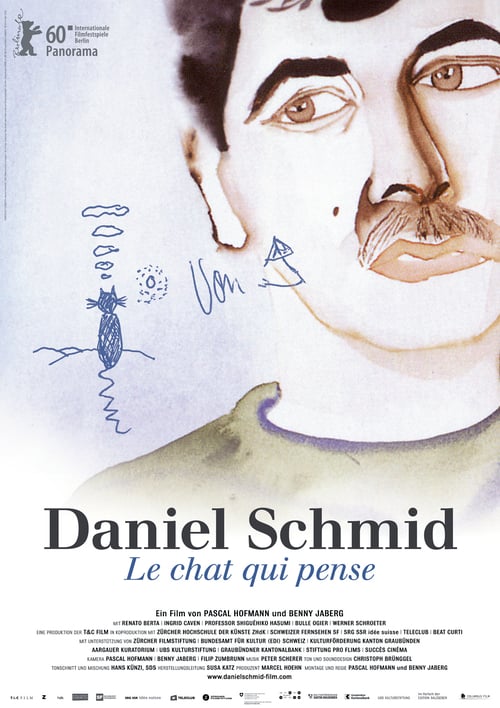 60
Internationale
Filmfestspiele
Berlin
Panorama
von
Daniel Schmid
Le chat qui pense
Ein Film von PASCAL HOFMANN und BENNY JABERG
MIT RENATO BERTA | INGRID CAVEN | PROFESSOR SHIGUÉHIKO HASUMI | BULLE OGIER | WERNER SCHROETER
EINE PRODUKTION DER T&C FILM IN KOPRODUKTION MIT ZÜRCHER HOCHSCHULE DER KÜNSTE ZHdK | SCHWEIZER FERNSEHEN SF | SRG SSR idée suisse | TELECLUB | BEAT CURTI
MIT UNTERSTÜTZUNG VON ZÜRCHER FILMSTIFTUNG | BUNDESAMT FÜR KULTUR (EDI) SCHWEIZ | KULTURFÖRDERUNG KANTON GRAUBÜNDEN
AARGAUER KURATORIUM | UBS KULTURSTIFTUNG | GRAUBÜNDNER KANTONALBANK | STIFTUNG PRO FILMS | SUCCÈS CINÉMA
KAMERA PASCAL HOFMANN | BENNY JABERG | FILIP ZUMBRUNN MUSIK PETER SCHERER TON UND SOUNDDESIGN CHRISTOPH BRÜNGGEL
TONSCHNITT UND MISCHUNG HANS KÜNZI, SDS HERSTELLUNGSLEITUNG SUSA KATZ PRODUZENT MARCEL HOEHN MONTAGE UND REGIE PASCAL HOFMANN UND BENNY JABERG
www.danielschmid-film.com